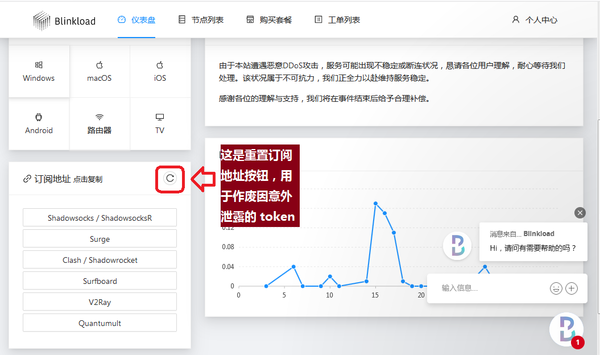 Blinkload
仪表盘
节点列表
购买套餐
工单列表
个人中心
Windows
macOS
iOS
Android
路由器
TV
由于本站遭遇恶意DDoS攻击，服务可能出现不稳定或断连状况，恳请各位用户理解，耐心等待我们
处理。该状况属于不可抗力，我们正全力以赴维持服务稳定。
感谢各位的理解与支持，我们将在事件结束后给予合理补偿。
订阅地址 点击复制
Shadowsocks / ShadowsocksR
Surge
Clash / Shadowrocket
Surfboard
V2Ray
Quantumult
这是重置订阅
地址按钮，用
于作废因意外
泄露的 token
0.12
0.08
0.04
0
0
5
10
15
20
25
消息来自... Blinkload
Hi，请问有需要帮助的吗？
输入信息...
1